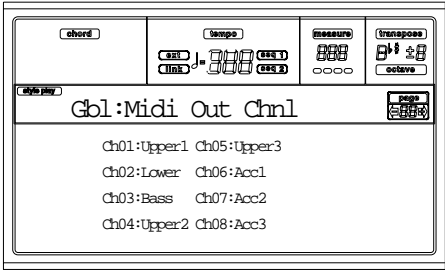 chord tempo measure transpose
ext seq 1
link seq 2
octave
style play
Gbl:Midi Out Chnl
page
Ch01:Upper1 Ch05:Upper3
Ch02:Lower Ch06:Acc1
Ch03:Bass Ch07:Acc2
Ch04:Upper2 Ch08:Acc3